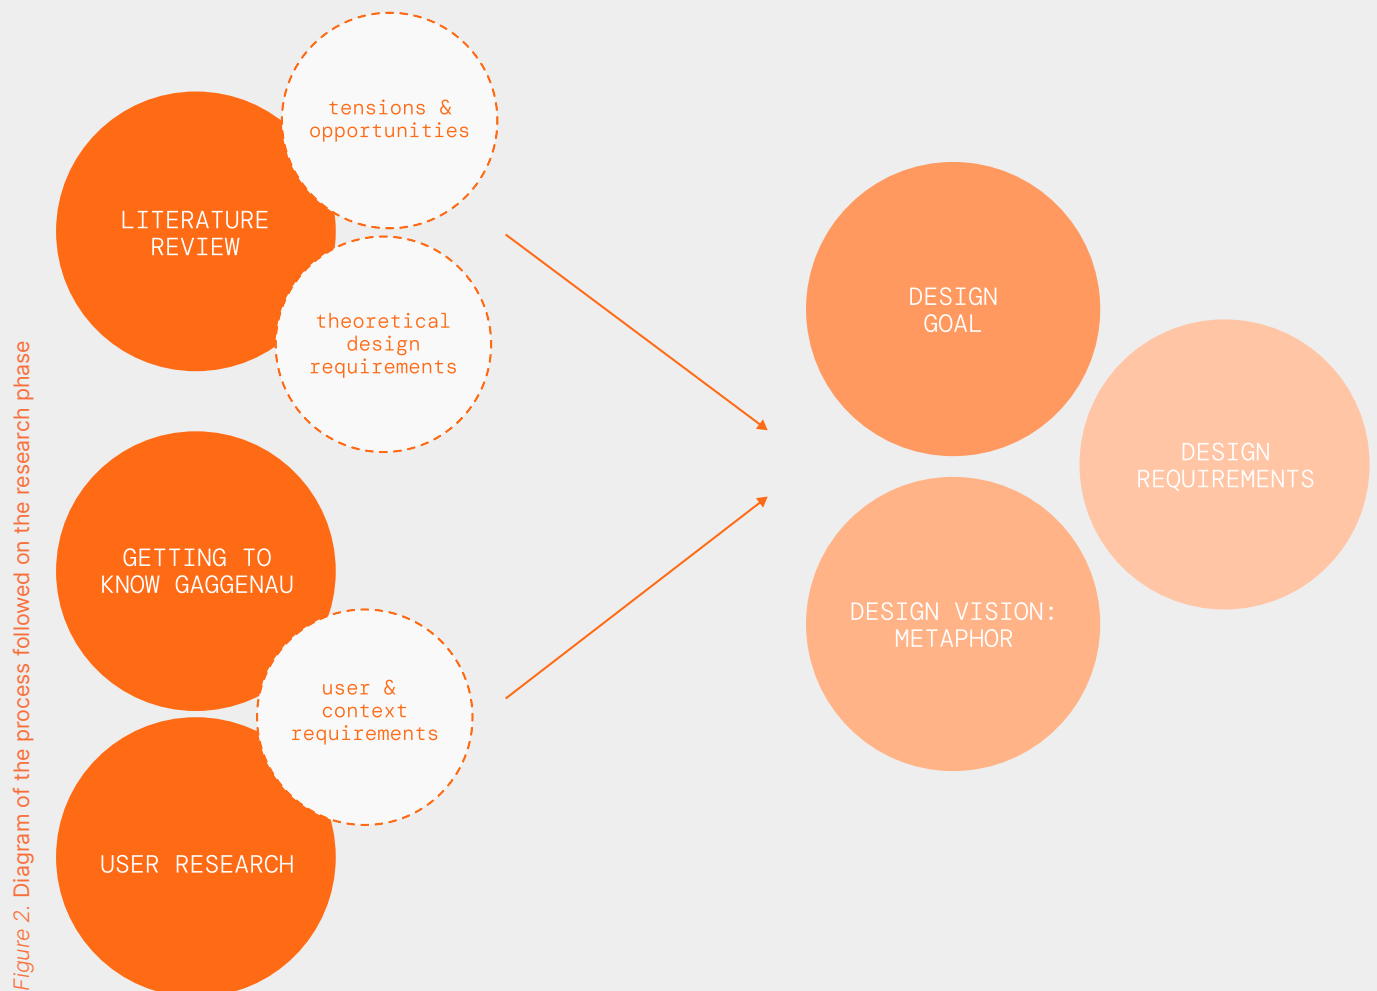 tensions &
opportunities
LITERATURE
REVIEW
theoretical
design
requirements
GETTING TO
KNOW GAGGENAU
user &
context
requirements
USER RESEARCH
DESIGN
GOAL
DESIGN VISION:
METAPHOR
DESIGN
REQUIREMENTS
Figure 2. Diagram of the process followed on the research phase